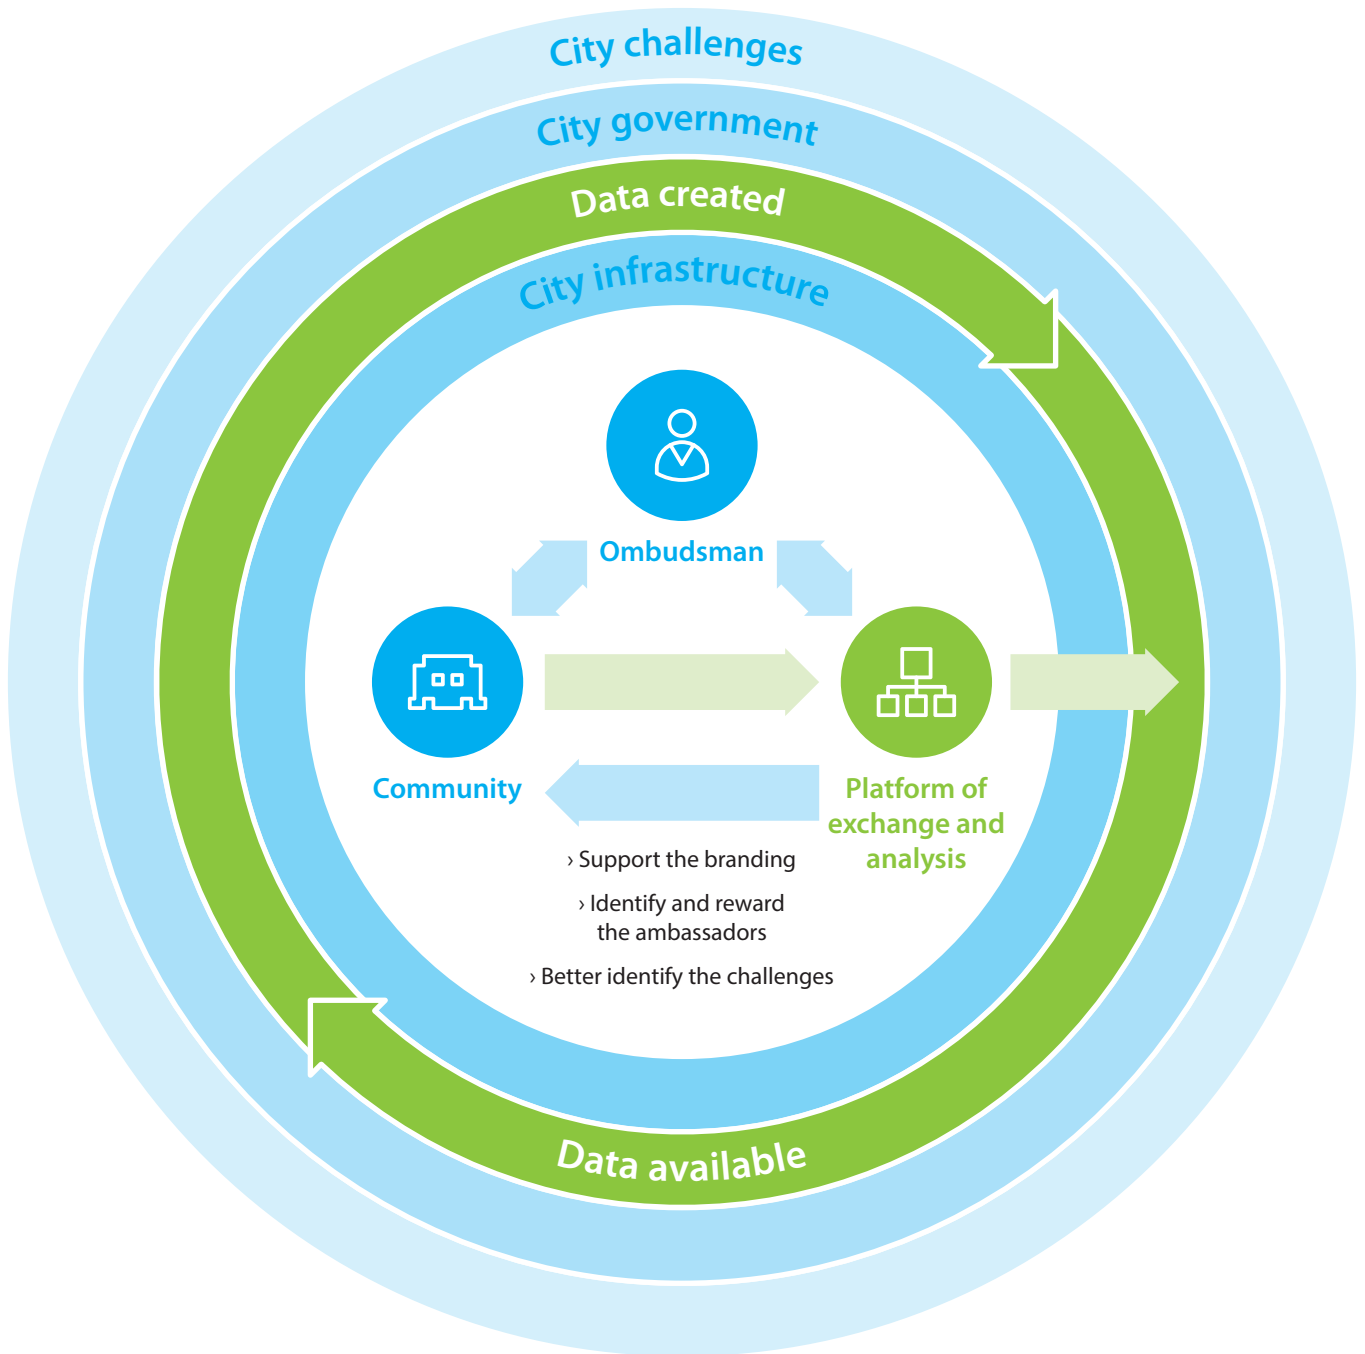 City challenges
City government
Data created
City infrastructure
Ombudsman
Community
Platform of
exchange and
analysis
› Support the branding
› Identify and reward
the ambassadors
› Better identify the challenges
Data available